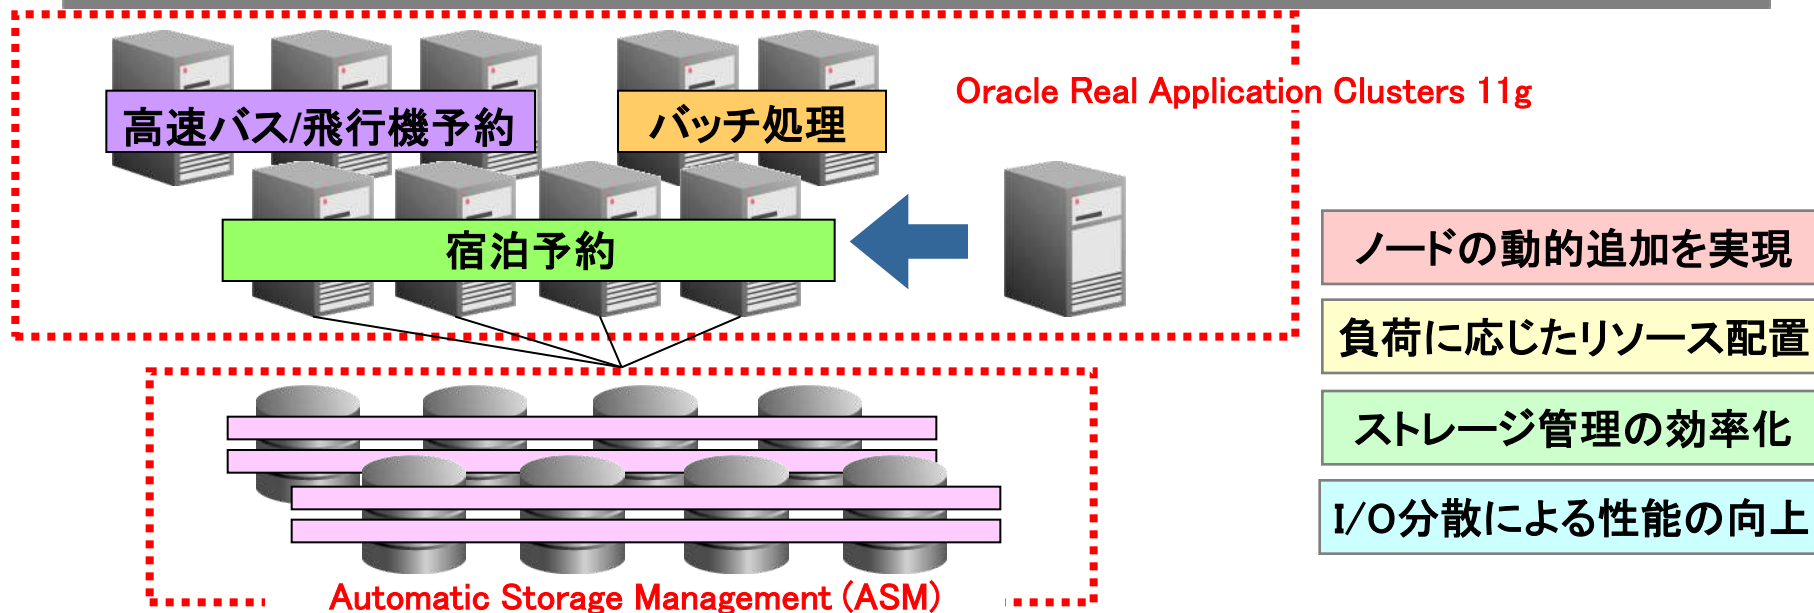 Oracle Real Application Clusters 11g
高速バス/飛行機予約
バッチ処理
宿泊予約
ノードの動的追加を実現
負荷に応じたリソース配置
ストレージ管理の効率化
I/O分散による性能の向上
Automatic Storage Management (ASM)